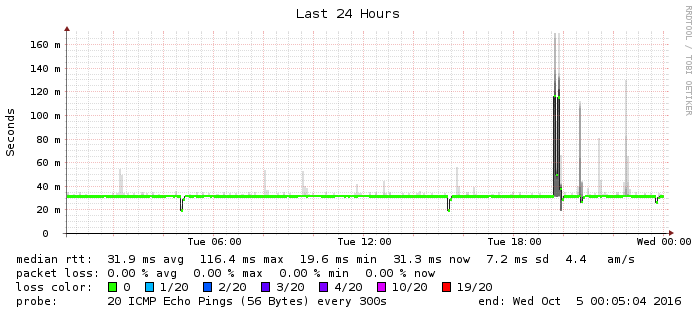 Last 24 Hours
RRDTOOL / TOBI OETIKER
Seconds
160 m
140 m
120 m
100 m
80 m
60 m
40 m
20 m
0
Tue 06:00 Tue 12:00 Tue 18:00 Wed 00:00
median rtt: 31.9 ms avg 116.4 ms max 19.6 ms min 31.3 ms now 7.2 ms sd 4.4 am/s
packet loss: 0.00 % avg 0.00 % max 0.00 % min 0.00 % now
loss color: 0 1/20 2/20 3/20 4/20 10/20 19/20
probe: 20 ICMP Echo Pings (56 Bytes) every 300s end: Wed Oct 5 00:05:04 2016